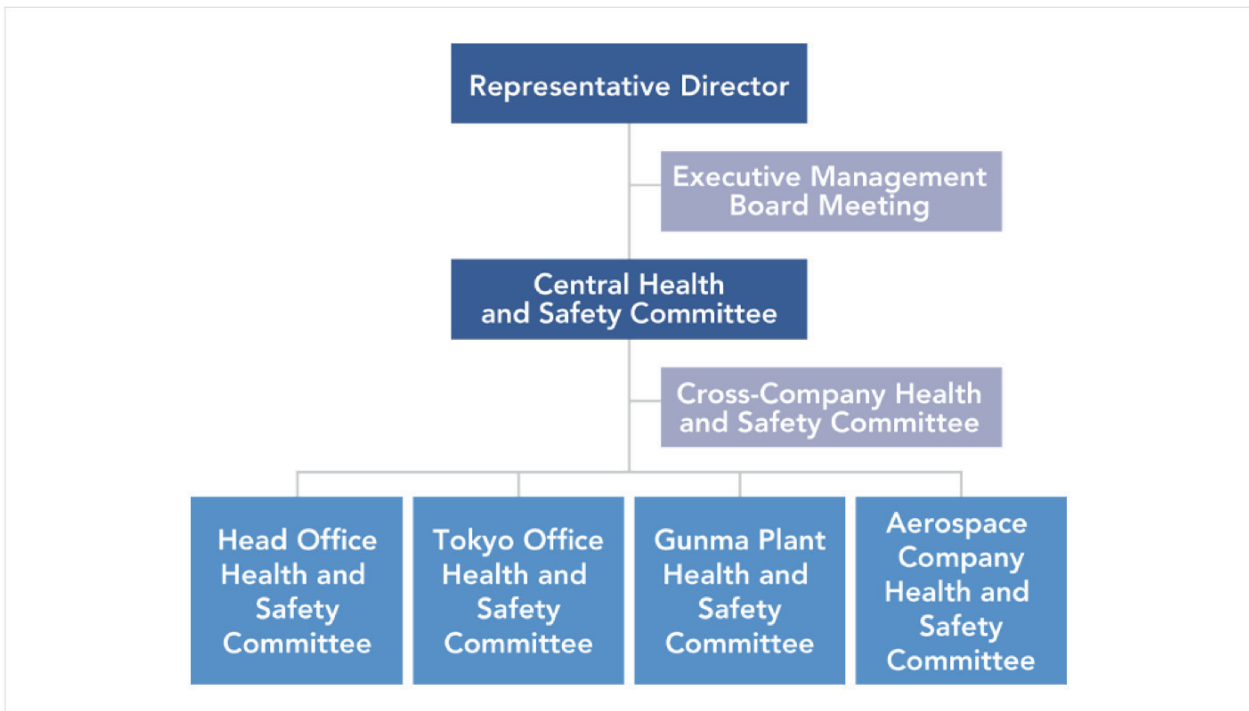 Representative Director
Executive Management
Board Meeting
Central Health
and Safety Committee
Cross-Company Health
and Safety Committee
Head Office
Health and
Safety
Committee
Tokyo Office
Health and
Safety
Committee
Gunma Plant
Health and
Safety
Committee
Aerospace
Company
Health and
Safety
Committee